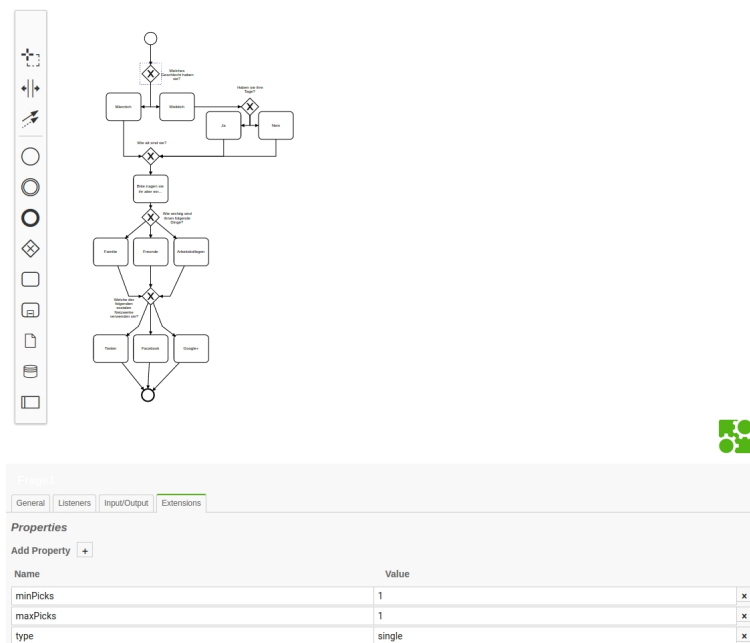 Welches
Geschlecht haben
sie?
Haben sie ihre
Tage?
Männlich
Weiblich
Ja
Nein
Wie alt sind sie?
Bitte tragen sie
ihr alter ein...
Wie wichtig sind
ihnen folgende
Dinge?
Familie
Freunde
Arbeitskollegen
Welche der
folgenden
sozialen
Netzwerke
verwenden sie?
Twitter
Facebook
Google+
General
Listeners
Input/Output
Extensions
Properties
Add Property +
Name
Value
minPicks
1
x
maxPicks
1
x
type
single
x